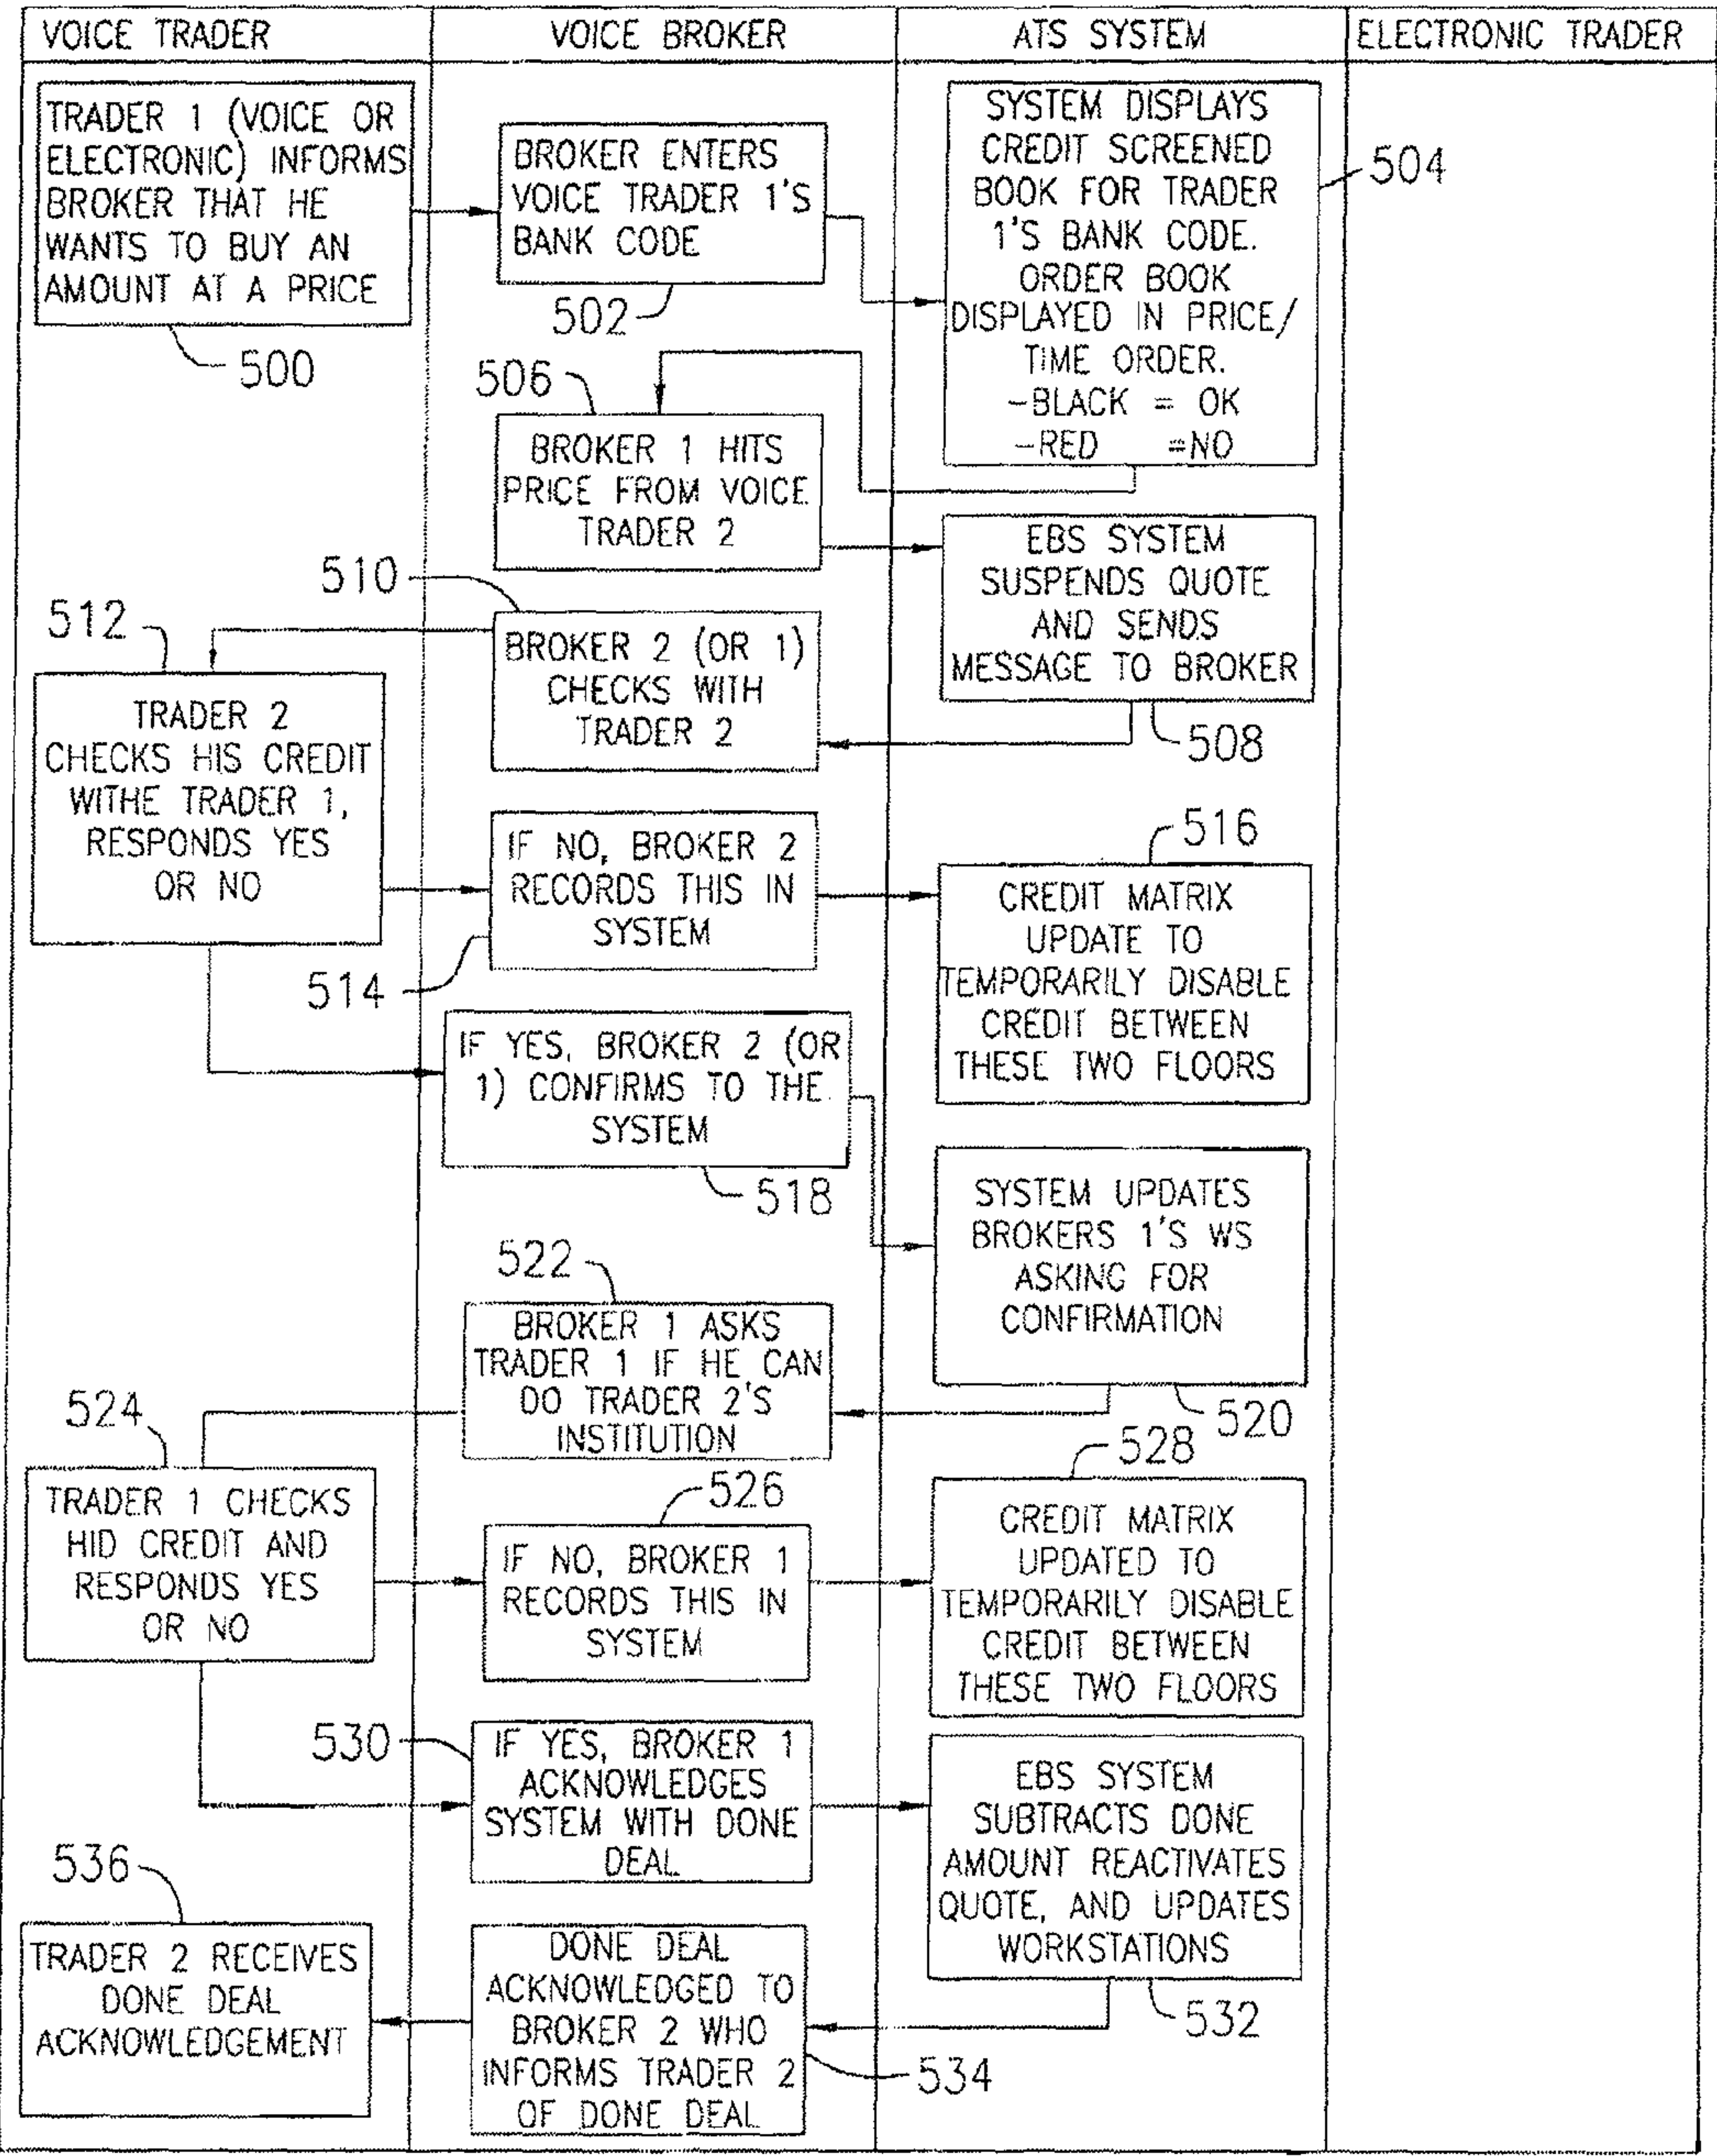 VOICE TRADER
VOICE BROKER
ATS SYSTEM
ELECTRONIC TRADER
TRADER 1 (VOICE OR
ELECTRONIC) INFORMS
BROKER THAT HE
WANTS TO BUY AN
AMOUNT AT A PRICE
500
BROKER ENTERS
VOICE TRADER 1'S
BANK CODE
502
SYSTEM DISPLAYS
CREDIT SCREENED
BOOK FOR TRADER
1'S BANK CODE.
ORDER BOOK
DISPLAYED IN PRICE/
TIME ORDER.
-BLACK = OK
-RED =NO
504
506
BROKER 1 HITS
PRICE FROM VOICE
TRADER 2
EBS SYSTEM
SUSPENDS QUOTE
AND SENDS
MESSAGE TO BROKER
508
510
BROKER 2 (OR 1)
CHECKS WITH
TRADER 2
512
TRADER 2
CHECKS HIS CREDIT
WITHE TRADER 1,
RESPONDS YES
OR NO
IF NO, BROKER 2
RECORDS THIS IN
SYSTEM
514
516
CREDIT MATRIX
UPDATE TO
TEMPORARILY DISABLE
CREDIT BETWEEN
THESE TWO FLOORS
IF YES, BROKER 2 (OR
1) CONFIRMS TO THE
SYSTEM
518
SYSTEM UPDATES
BROKERS 1'S WS
ASKING FOR
CONFIRMATION
520
522
BROKER 1 ASKS
TRADER 1 IF HE CAN
DO TRADER 2'S
INSTITUTION
524
TRADER 1 CHECKS
HID CREDIT AND
RESPONDS YES
OR NO
526
IF NO, BROKER 1
RECORDS THIS IN
SYSTEM
528
CREDIT MATRIX
UPDATED TO
TEMPORARILY DISABLE
CREDIT BETWEEN
THESE TWO FLOORS
530
IF YES, BROKER 1
ACKNOWLEDGES
SYSTEM WITH DONE
DEAL
EBS SYSTEM
SUBTRACTS DONE
AMOUNT REACTIVATES
QUOTE, AND UPDATES
WORKSTATIONS
532
DONE DEAL
ACKNOWLEDGED TO
BROKER 2 WHO
INFORMS TRADER 2
OF DONE DEAL
534
536
TRADER 2 RECEIVES
DONE DEAL
ACKNOWLEDGEMENT